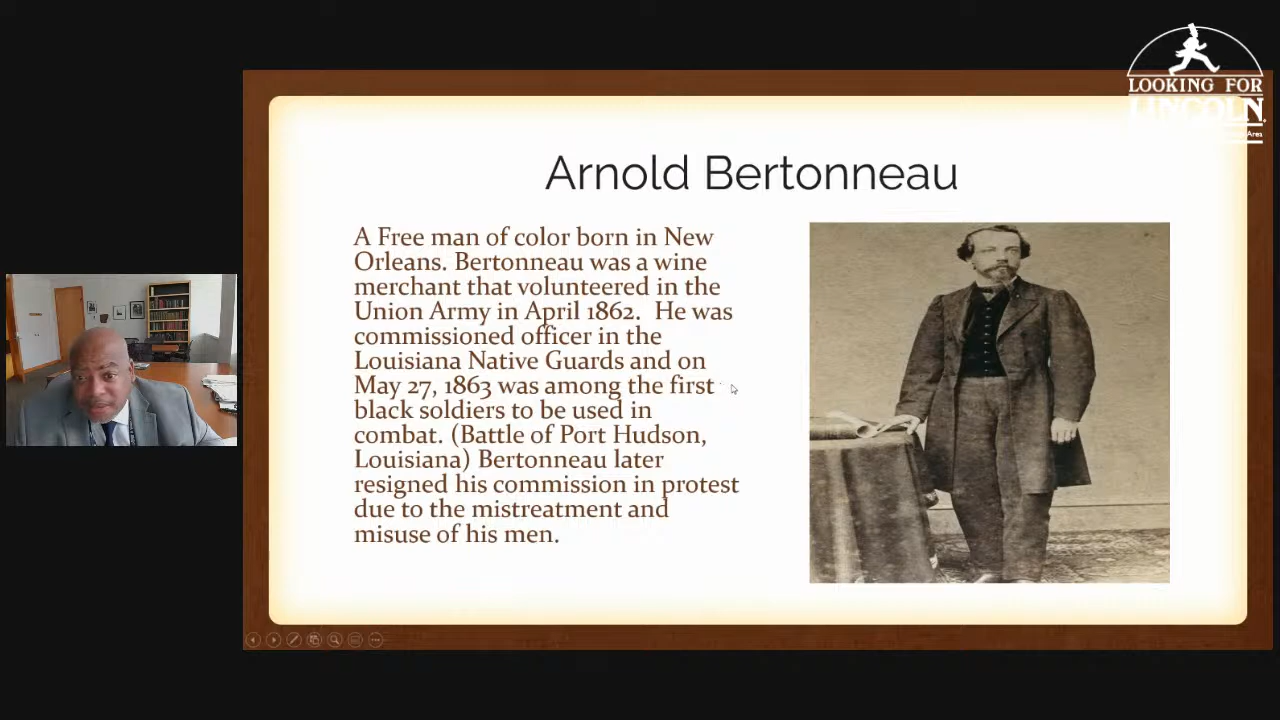 LOOKING FOR
LINCOLN
Area
Arnold Bertonneau
A Free man of color born in New
Orleans. Bertonneau was a wine
merchant that volunteered in the
Union Army in April 1862.  He was
commissioned officer in the
Louisiana Native Guards and on
May 27, 1863 was among the first
black soldiers to be used in
combat. (Battle of Port Hudson,
Louisiana) Bertonneau later
resigned his commission in protest
due to the mistreatment and
misuse of his men.